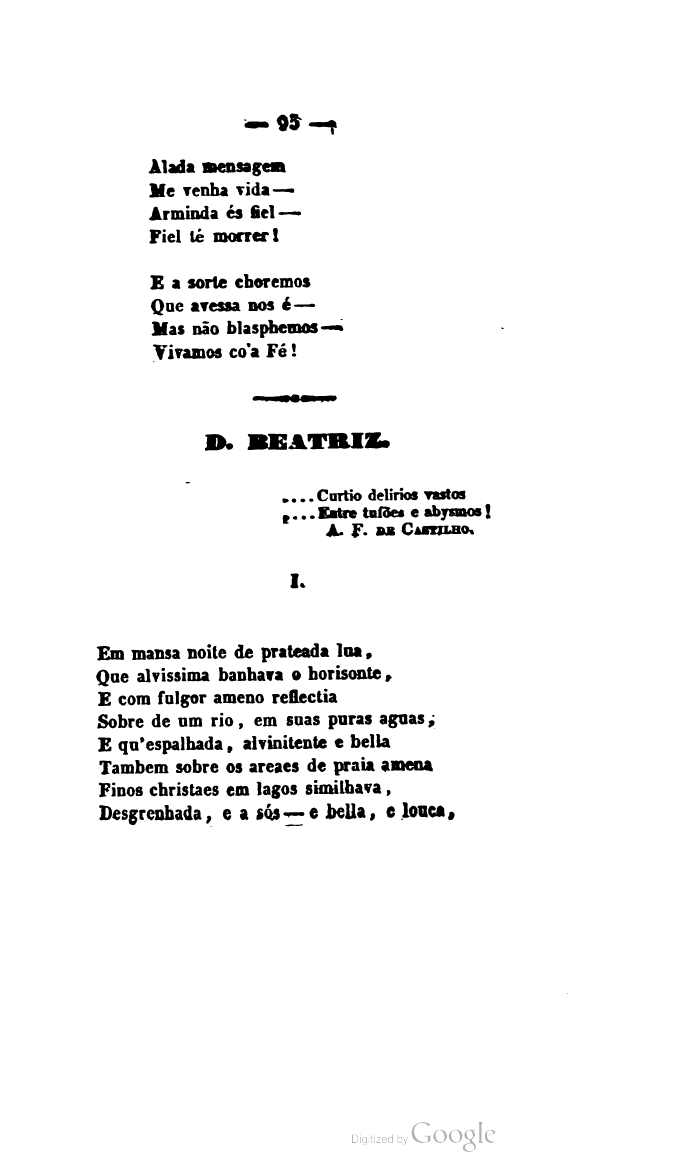 — 95 —
Alada mensagem
Me venha vida —
Arminda és fiel —
Fiel té morrer!
E a sorte choremos
Que avessa nos é —
Mas não blasphemos —
Vivamos co'a Fé!
D. BEATRIZ.
....Curtio delirios vastos
....Entre tufões e abysmos!
A. F. DE CASTILHO.
I.
Em mansa noite de prateada lua,
Que alvissima banhava o horisonte,
E com fulgor ameno reflectia
Sobre de um rio, em suas puras aguas;
E qu'espalhada, alvinitente e bella
Tambem sobre os areaes de praia amena
Finos christaes em lagos similhava,
Desgrenhada, e a sós — e bella, e louca,
Digitized by Google